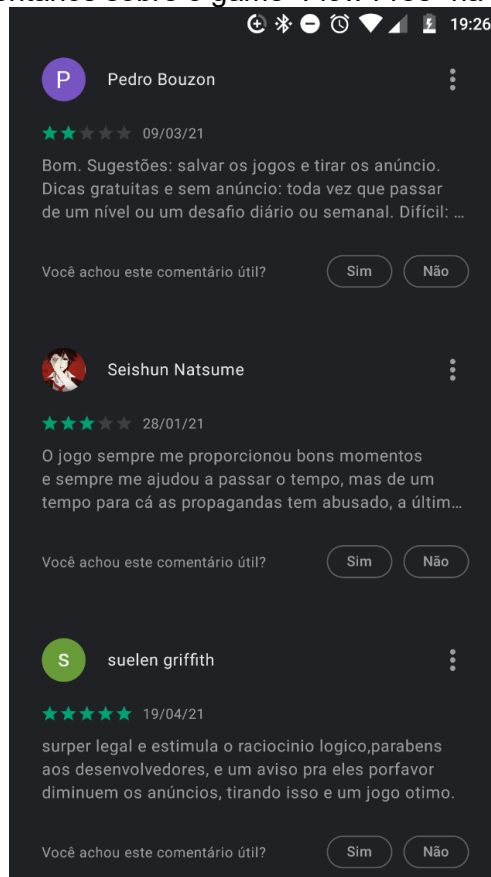 sobre o game
19:26
P Pedro Bouzon
09/03/21
Bom. Sugestões: salvar os jogos e tirar os anúncio.
Dicas gratuitas e sem anúncio: toda vez que passar
de um nível ou um desafio diário ou semanal. Difícil: ...
Você achou este comentário útil? Sim Não
Seishun Natsume
28/01/21
O jogo sempre me proporcionou bons momentos
e sempre me ajudou a passar o tempo, mas de um
tempo para cá as propagandas tem abusado, a últim...
Você achou este comentário útil? Sim Não
s suelen griffith
19/04/21
surper legal e estimula o raciocinio logico,parabens
aos desenvolvedores, e um aviso pra eles porfavor
diminuem os anúncios, tirando isso e um jogo otimo.
Você achou este comentário útil? Sim Não